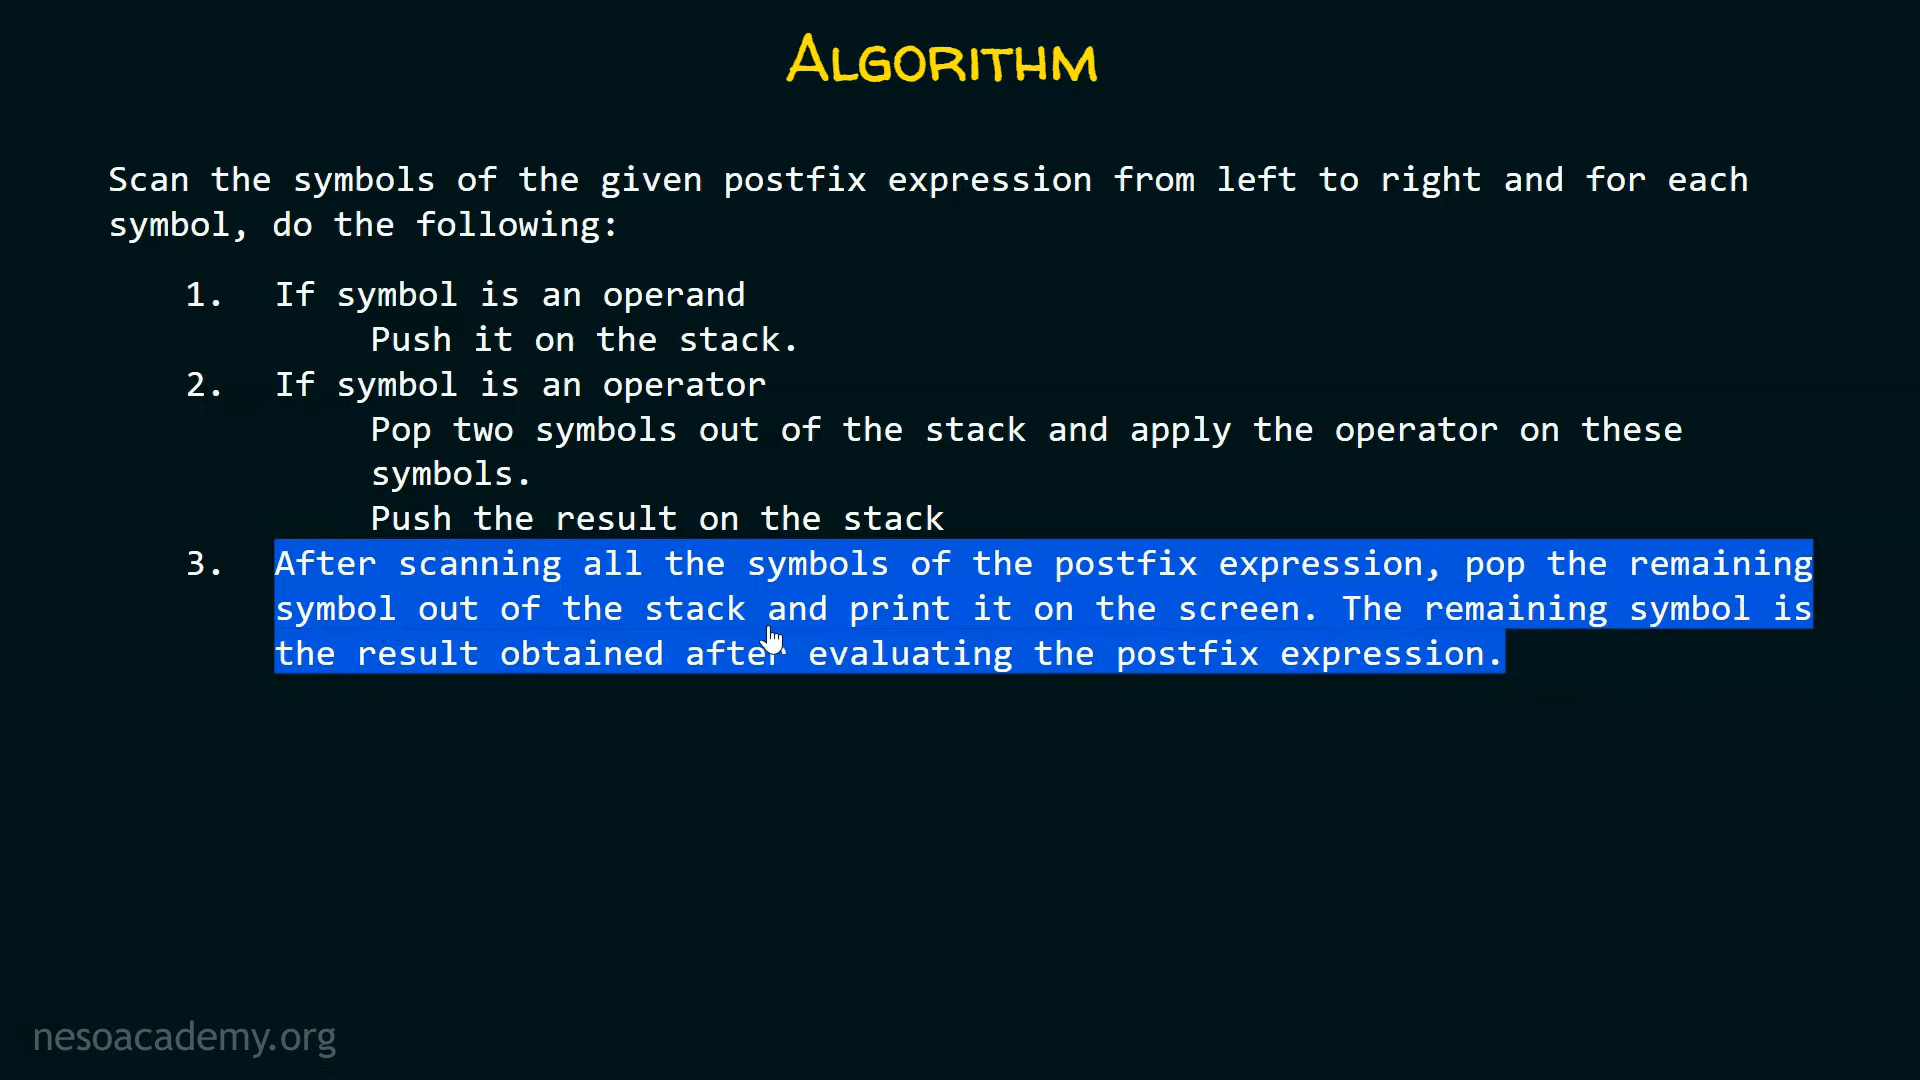 ALGORITHM
Scan the symbols of the given postfix expression from left to right and for each
symbol, do the following:
1. If symbol is an operand
Push it on the stack.
2. If symbol is an operator
Pop two symbols out of the stack and apply the operator on these
symbols.
Push the result on the stack
3. After scanning all the symbols of the postfix expression, pop the remaining
symbol out of the stack and print it on the screen. The remaining symbol is
the result obtained after evaluating the postfix expression.
nesoacademy.org